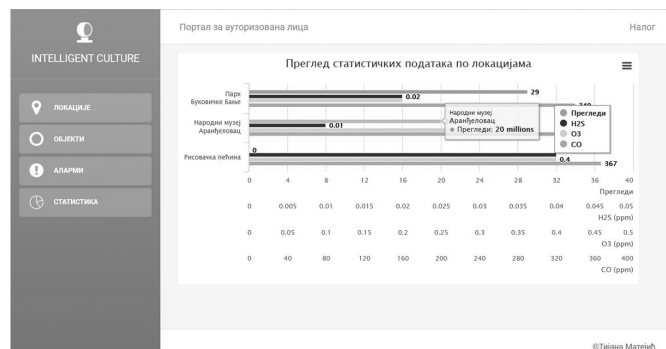 Портал за ауторизована лица
Налог
INTELLIGENT CULTURE
ЛОКАЦИЈЕ
ОБЈЕКТИ
АЛАРМИ
СТАТИСТИКА
Преглед статистичких података по локацијама
Парк
Буковичке Бање
29
0.02
340
Народни музеј
Аранђеловац
0.01
Народни музеј
Аранђеловац
Прегледи: 20 millions
Прегледи
H2S
O3
CO
Рисовачка пећина
0
0.4
367
0 4 8 12 16 20 24 28 32 36 40
Прегледи
0 0.005 0.01 0.015 0.02 0.025 0.03 0.035 0.04 0.045 0.05
H2S (ppm)
0 0.05 0.1 0.15 0.2 0.25 0.3 0.35 0.4 0.45 0.5
O3 (ppm)
0 40 80 120 160 200 240 280 320 360 400
CO (ppm)
©Тијана Матејић